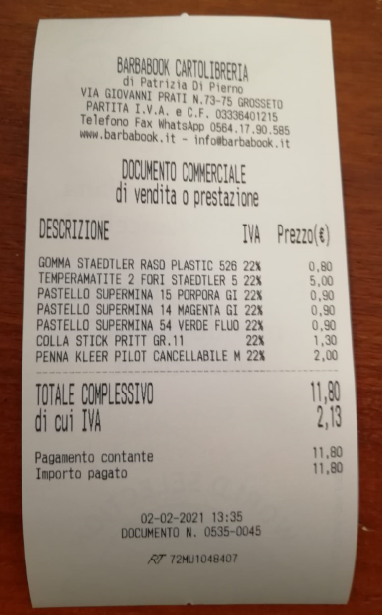 BARBABOOK CARTOLIBRERIA
di Patrizia Di Pierno
VIA GIOVANNI PRATI N.73-75 GROSSETO
PARTITA I.V.A. e C.F. 03336401215
Telefono Fax WhatsApp 0564.17.90.585
www.barbabook.it - info@barbabook.it
DOCUMENTO COMMERCIALE
di vendita o prestazione
DESCRIZIONE IVA Prezzo(€)
GOMMA STAEDTLER RASO PLASTIC 526 22% 0,80
TEMPERAMATITE 2 FORI STAEDTLER 5 22% 5,00
PASTELLO SUPERMINA 15 PORPORA GI 22% 0,90
PASTELLO SUPERMINA 14 MAGENTA GI 22% 0,90
PASTELLO SUPERMINA 54 VERDE FLUO 22% 0,90
COLLA STICK PRITT GR.11 22% 1,30
PENNA KLEER PILOT CANCELLABILE M 22% 2,00
TOTALE COMPLESSIVO 11,80
di cui IVA 2,13
Pagamento contante 11,80
Importo pagato 11,80
02-02-2021 13:35
DOCUMENTO N. 0535-0045
RT 72MU1048407